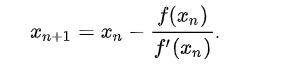 x_{n+1} = x_n - \frac{f(x_n)}{f'(x_n)}.